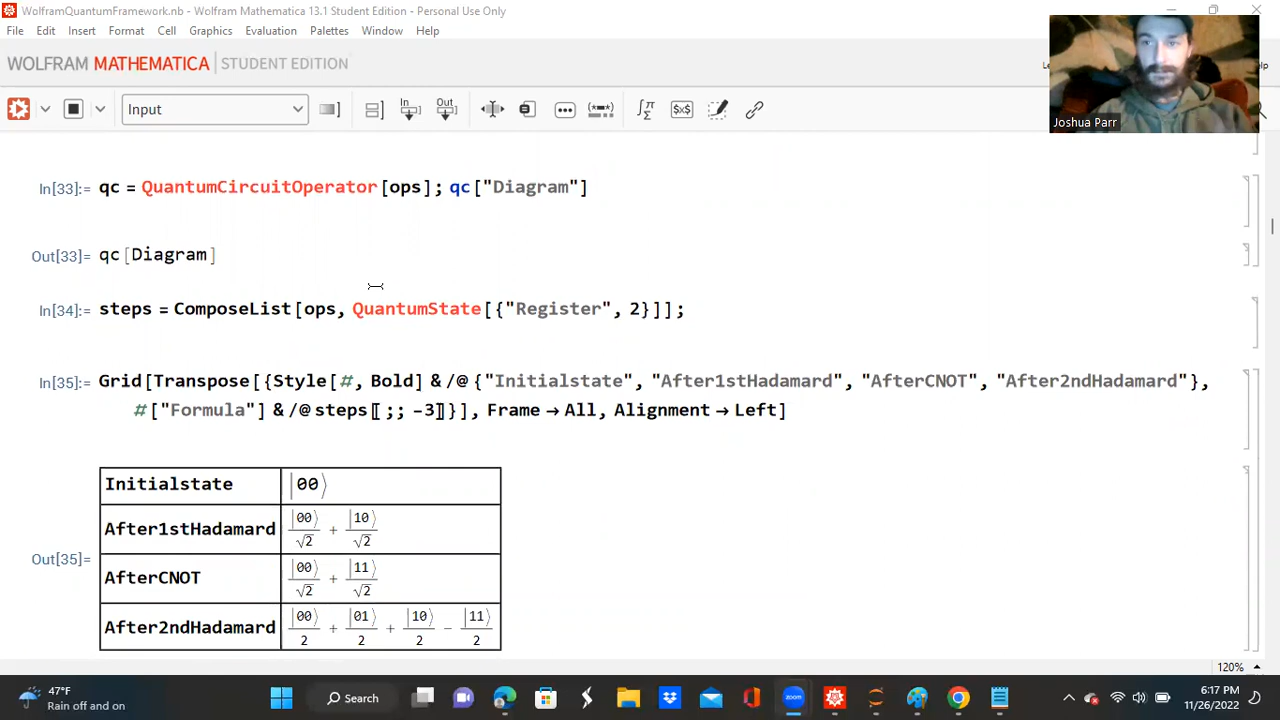 WolframQuantumFramework.nb - Wolfram Mathematica 13.1 Student Edition - Personal Use Only
File Edit Insert Format Cell Graphics Evaluation Palettes Window Help
WOLFRAM MATHEMATICA | STUDENT EDITION
Input
Joshua Parr
In[33]:= qc = QuantumCircuitOperator[ops]; qc["Diagram"]
Out[33]= qc[Diagram]
In[34]:= steps = ComposeList[ops, QuantumState[{"Register", 2}]];
In[35]:= Grid[Transpose[{Style[#, Bold] & /@ {"Initialstate", "After1stHadamard", "AfterCNOT", "After2ndHadamard"},
#["Formula"] & /@ steps[[ ;; -3]]}], Frame → All, Alignment → Left]
Out[35]=
Initialstate |00⟩
After1stHadamard |00⟩/√2 + |10⟩/√2
AfterCNOT |00⟩/√2 + |11⟩/√2
After2ndHadamard |00⟩/2 + |01⟩/2 + |10⟩/2 - |11⟩/2
120%
47°F
Rain off and on
Search
zoom
6:17 PM
11/26/2022